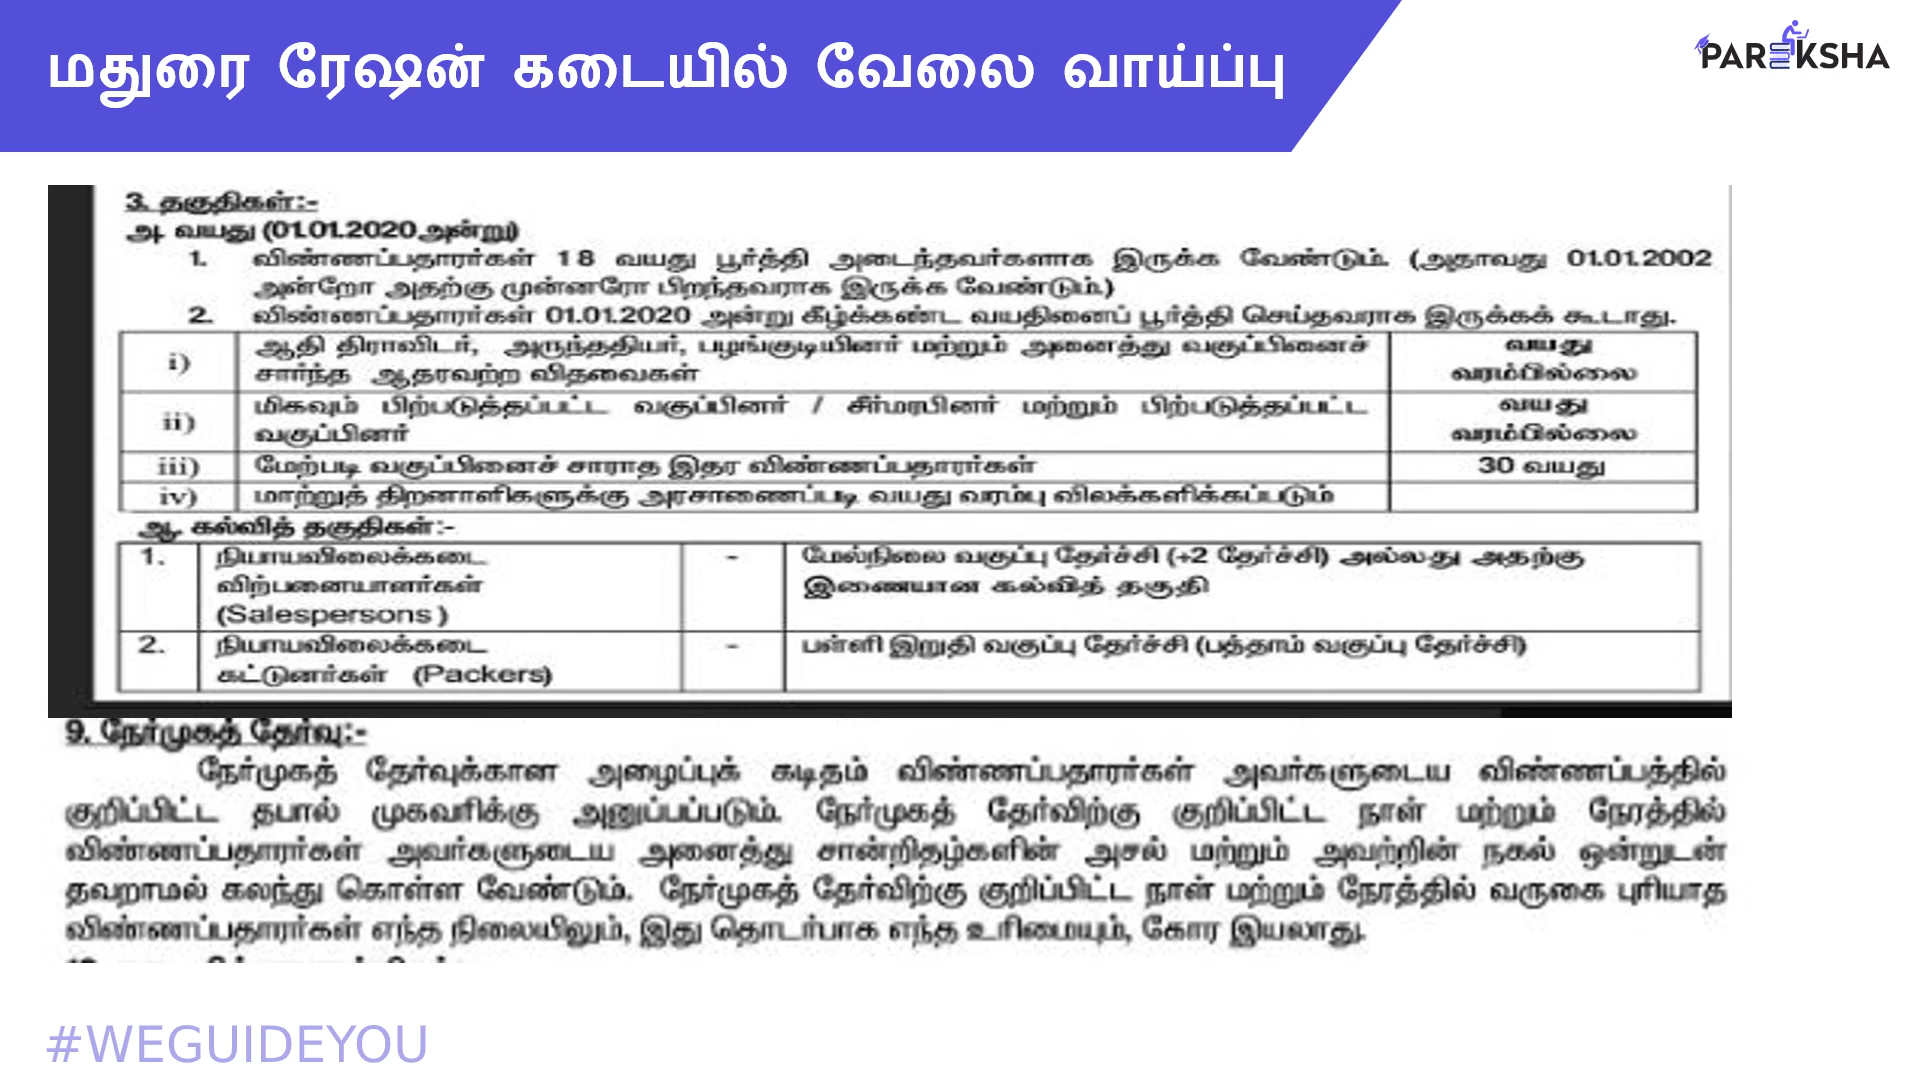 மதுரை ரேஷன் கடையில் வேலை வாய்ப்பு
PAREKSHA
3. தகுதிகள்:-
அ. வயது (01.01.2020 அன்று)
1. விண்ணப்பதாரர்கள் 18 வயது பூர்த்தி அடைந்தவர்களாக இருக்க வேண்டும். (அதாவது 01.01.2002
அன்றோ அதற்கு முன்னரோ பிறந்தவராக இருக்க வேண்டும்.)
2. விண்ணப்பதாரர்கள் 01.01.2020 அன்று கீழ்க்கண்ட வயதினைப் பூர்த்தி செய்தவராக இருக்கக் கூடாது.
i) ஆதி திராவிடர், அருந்ததியர், பழங்குடியினர் மற்றும் அனைத்து வகுப்பினைச் வயது
சார்ந்த ஆதரவற்ற விதவைகள் வரம்பில்லை
ii) மிகவும் பிற்படுத்தப்பட்ட வகுப்பினர் / சீர்மரபினர் மற்றும் பிற்படுத்தப்பட்ட வயது
வகுப்பினர் வரம்பில்லை
iii) மேற்படி வகுப்பினைச் சாராத இதர விண்ணப்பதாரர்கள் 30 வயது
iv) மாற்றுத் திறனாளிகளுக்கு அரசாணைப்படி வயது வரம்பு விலக்களிக்கப்படும்
ஆ. கல்வித் தகுதிகள்:-
1. நியாயவிலைக்கடை - மேல்நிலை வகுப்பு தேர்ச்சி (+2 தேர்ச்சி) அல்லது அதற்கு
விற்பனையாளர்கள் இணையான கல்வித் தகுதி
(Salespersons )
2. நியாயவிலைக்கடை - பள்ளி இறுதி வகுப்பு தேர்ச்சி (பத்தாம் வகுப்பு தேர்ச்சி)
கட்டுனர்கள் (Packers)
9. நேர்முகத் தேர்வு:-
நேர்முகத் தேர்வுக்கான அழைப்புக் கடிதம் விண்ணப்பதாரர்கள் அவர்களுடைய விண்ணப்பத்தில்
குறிப்பிட்ட தபால் முகவரிக்கு அனுப்பப்படும். நேர்முகத் தேர்விற்கு குறிப்பிட்ட நாள் மற்றும் நேரத்தில்
விண்ணப்பதாரர்கள் அவர்களுடைய அனைத்து சான்றிதழ்களின் அசல் மற்றும் அவற்றின் நகல் ஒன்றுடன்
தவறாமல் கலந்து கொள்ள வேண்டும். நேர்முகத் தேர்விற்கு குறிப்பிட்ட நாள் மற்றும் நேரத்தில் வருகை புரியாத
விண்ணப்பதாரர்கள் எந்த நிலையிலும், இது தொடர்பாக எந்த உரிமையும், கோர இயலாது.
#WEGUIDEYOU